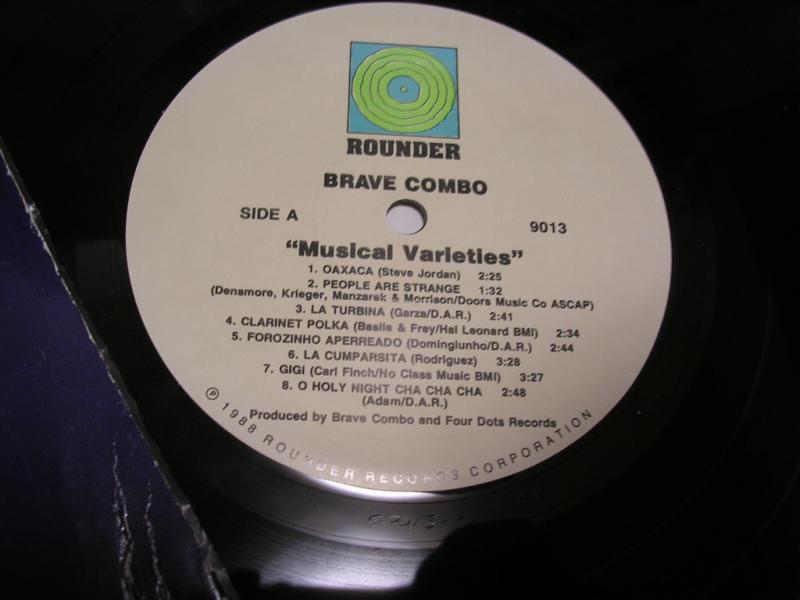 ROUNDER
BRAVE COMBO
SIDE A
9013
“Musical Varieties”
1. OAXACA (Steve Jordan) 2:25
2. PEOPLE ARE STRANGE 1:32
(Densmore, Krieger, Manzarek & Morrison/Doors Music Co ASCAP)
3. LA TURBINA (Garza/D.A.R.) 2:41
4. CLARINET POLKA (Basile & Frey/Hal Leonard BMI) 2:34
5. FOROZINHO APERREADO (Dominglunho/D.A.R.) 2:44
6. LA CUMPARSITA (Rodriguez) 3:28
7. GIGI (Carl Finch/No Class Music BMI) 3:27
8. O HOLY NIGHT CHA CHA CHA 2:48
(Adam/D.A.R.)
Produced by Brave Combo and Four Dots Records
℗ 1988 ROUNDER RECORDS CORPORATION